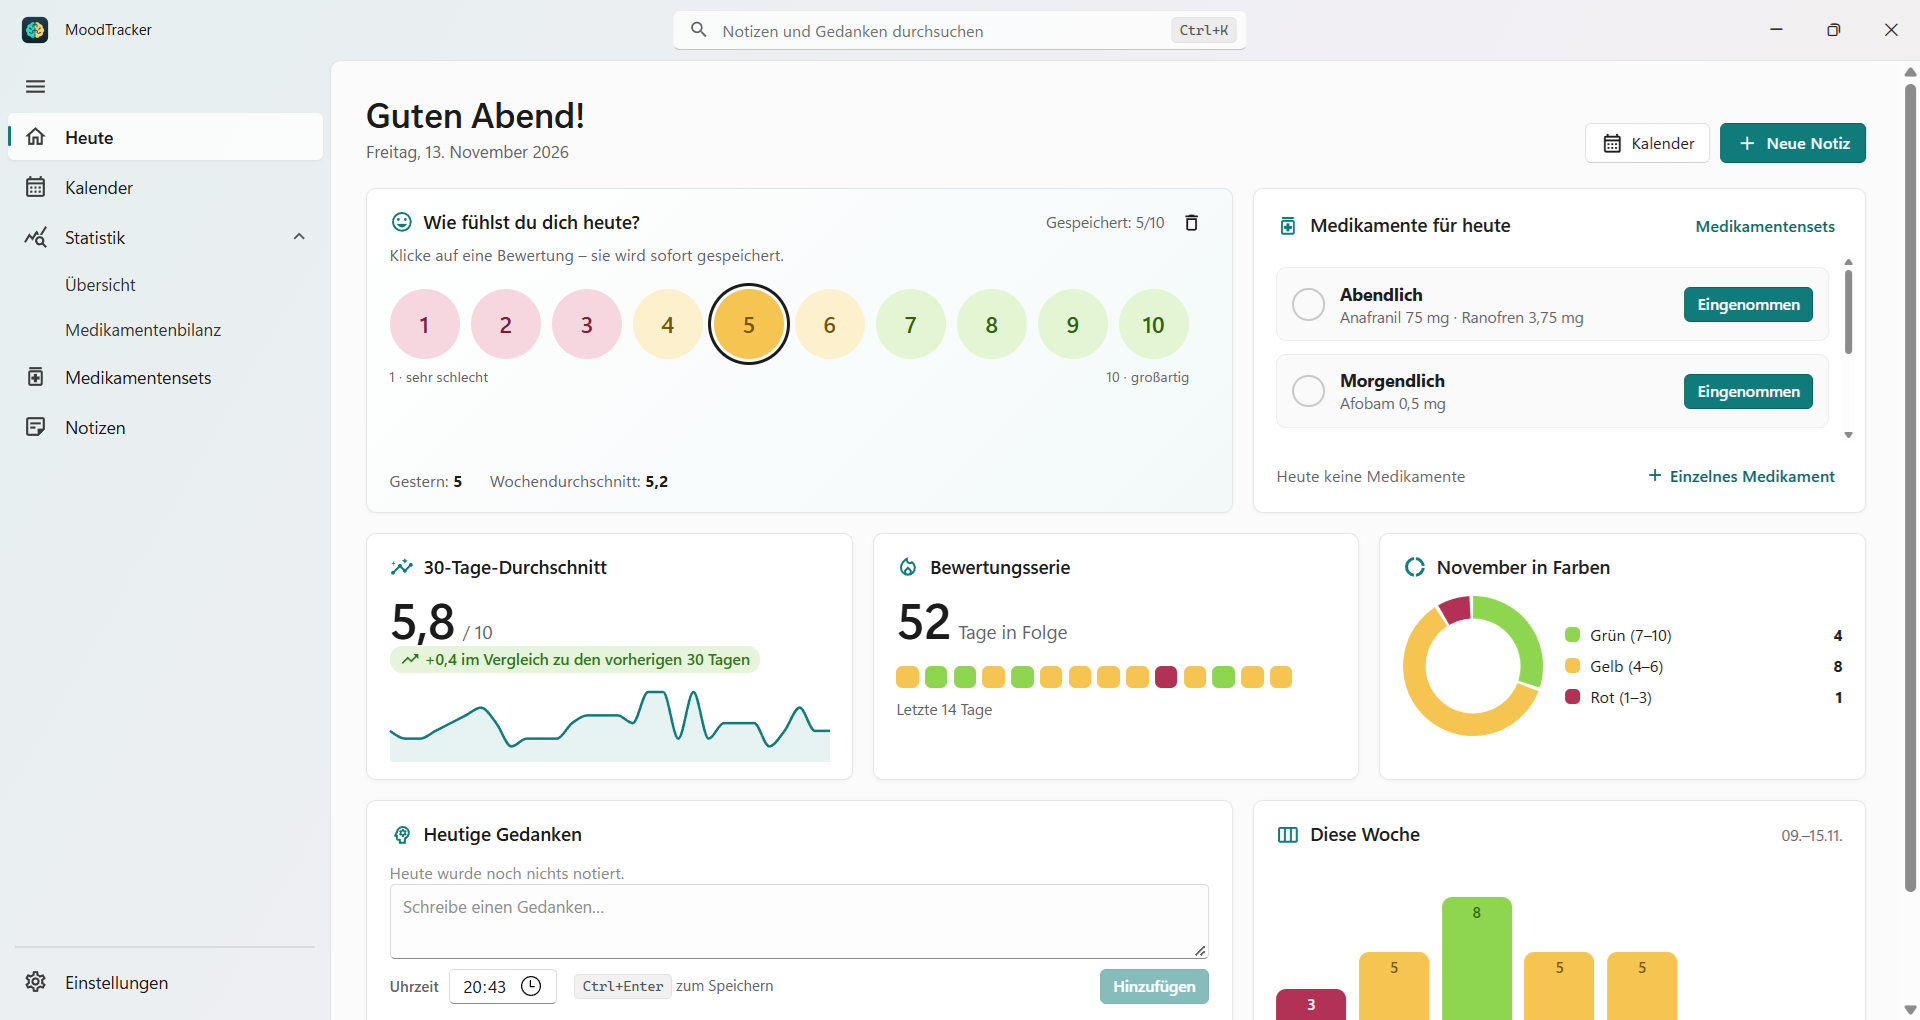 MoodTracker
Notizen und Gedanken durchsuchen
Ctrl+K
Heute
Kalender
Statistik
Übersicht
Medikamentenbilanz
Medikamentensets
Notizen
Einstellungen
Guten Abend!
Freitag, 13. November 2026
Kalender
Neue Notiz
Wie fühlst du dich heute?
Gespeichert: 5/10
Klicke auf eine Bewertung – sie wird sofort gespeichert.
1 2 3 4 5 6 7 8 9 10
1 · sehr schlecht
10 · großartig
Gestern: 5 Wochendurchschnitt: 5,2
Medikamente für heute
Medikamentensets
Abendlich
Anafranil 75 mg · Ranofren 3,75 mg
Eingenommen
Morgendlich
Afobam 0,5 mg
Eingenommen
Heute keine Medikamente
Einzelnes Medikament
30-Tage-Durchschnitt
5,8 / 10
+0,4 im Vergleich zu den vorherigen 30 Tagen
Bewertungsserie
52 Tage in Folge
Letzte 14 Tage
November in Farben
Grün (7–10) 4
Gelb (4–6) 8
Rot (1–3) 1
Heutige Gedanken
Heute wurde noch nichts notiert.
Schreibe einen Gedanken...
Uhrzeit 20:43 Ctrl+Enter zum Speichern
Hinzufügen
Diese Woche
09.–15.11.
3 5 8 5 5